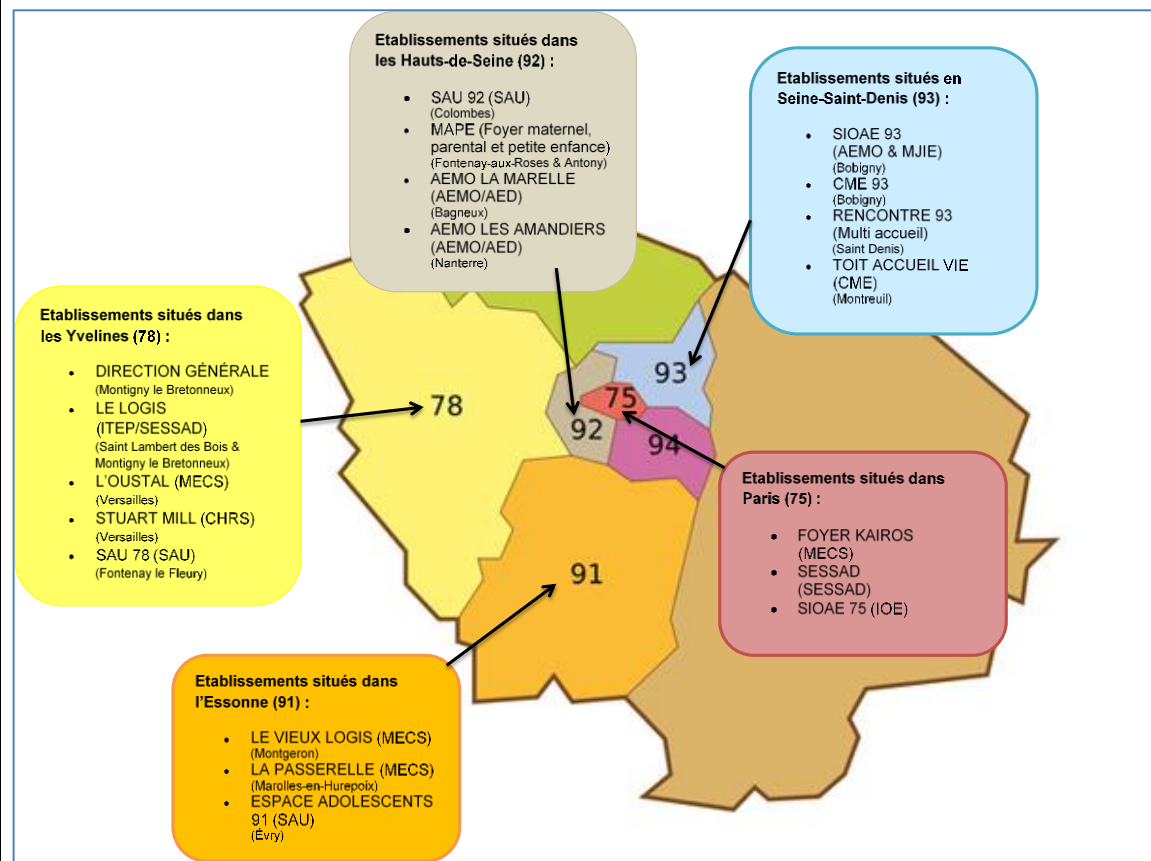 Etablissements situés dans
les Hauts-de-Seine (92) :
• SAU 92 (SAU)
(Colombes)
• MAPE (Foyer maternel,
parental et petite enfance)
(Fontenay-aux-Roses & Antony)
• AEMO LA MARELLE
(AEMO/AED)
(Bagneux)
• AEMO LES AMANDIERS
(AEMO/AED)
(Nanterre)
Etablissements situés en
Seine-Saint-Denis (93) :
• SIOAE 93
(AEMO & MJIE)
(Bobigny)
• CME 93
(Bobigny)
• RENCONTRE 93
(Multi accueil)
(Saint Denis)
• TOIT ACCUEIL VIE
(CME)
(Montreuil)
Etablissements situés dans
les Yvelines (78) :
• DIRECTION GÉNÉRALE
(Montigny le Bretonneux)
• LE LOGIS
(ITEP/SESSAD)
(Saint Lambert des Bois &
Montigny le Bretonneux)
• L'OUSTAL (MECS)
(Versailles)
• STUART MILL (CHRS)
(Versailles)
• SAU 78 (SAU)
(Fontenay le Fleury)
78
93
75
92
94
91
Etablissements situés dans
Paris (75) :
• FOYER KAIROS
(MECS)
• SESSAD
(SESSAD)
• SIOAE 75 (IOE)
Etablissements situés dans
l'Essonne (91) :
• LE VIEUX LOGIS (MECS)
(Montgeron)
• LA PASSERELLE (MECS)
(Marolles-en-Hurepoix)
• ESPACE ADOLESCENTS
91 (SAU)
(Évry)